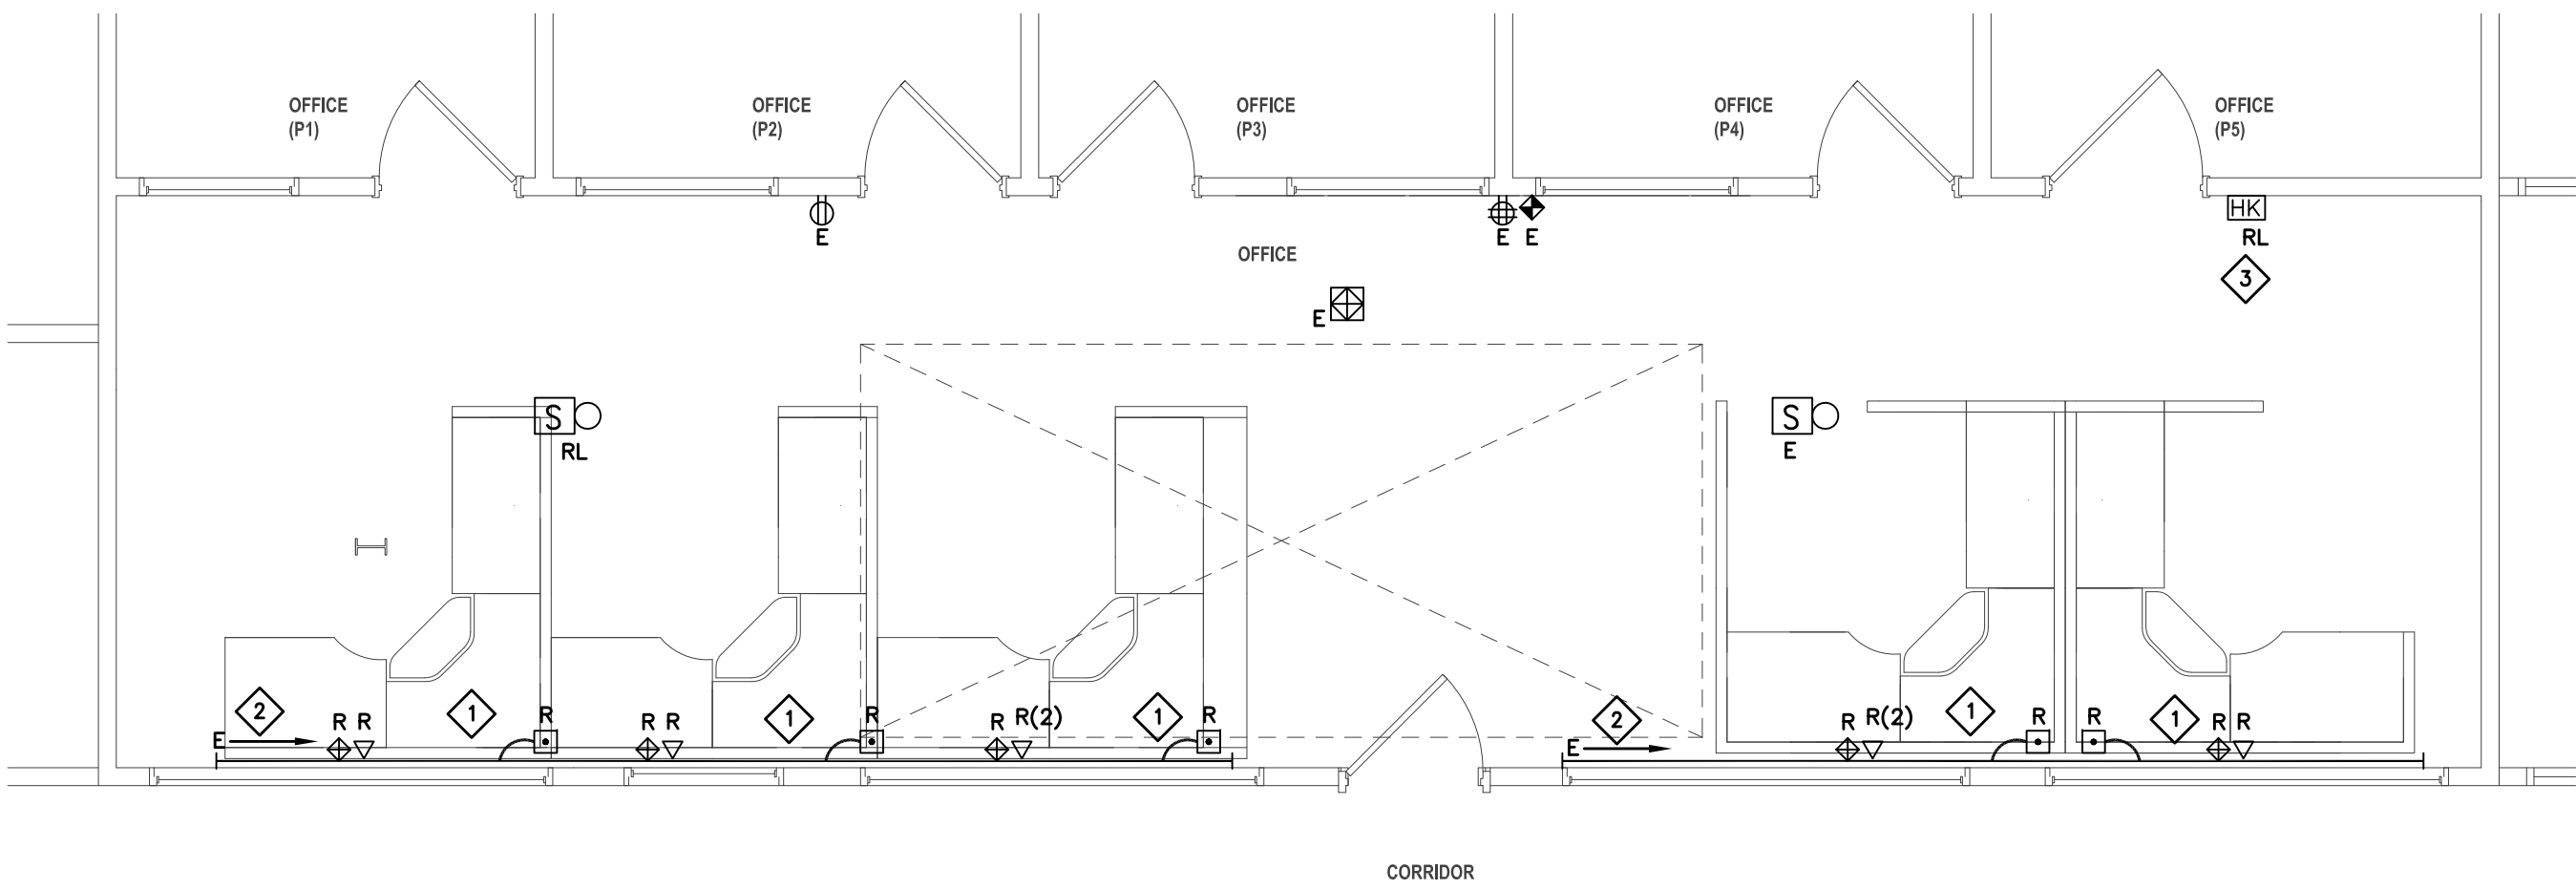 OFFICE
(P1)
OFFICE
(P2)
OFFICE
(P3)
OFFICE
(P4)
OFFICE
(P5)
E
E
E
HK
RL
3
OFFICE
E
S
RL
S
E
2
E
R
R
1
R
R
R
1
R
R
R(2)
1
R
2
E
R
R(2)
1
R
R
1
R
R
CORRIDOR